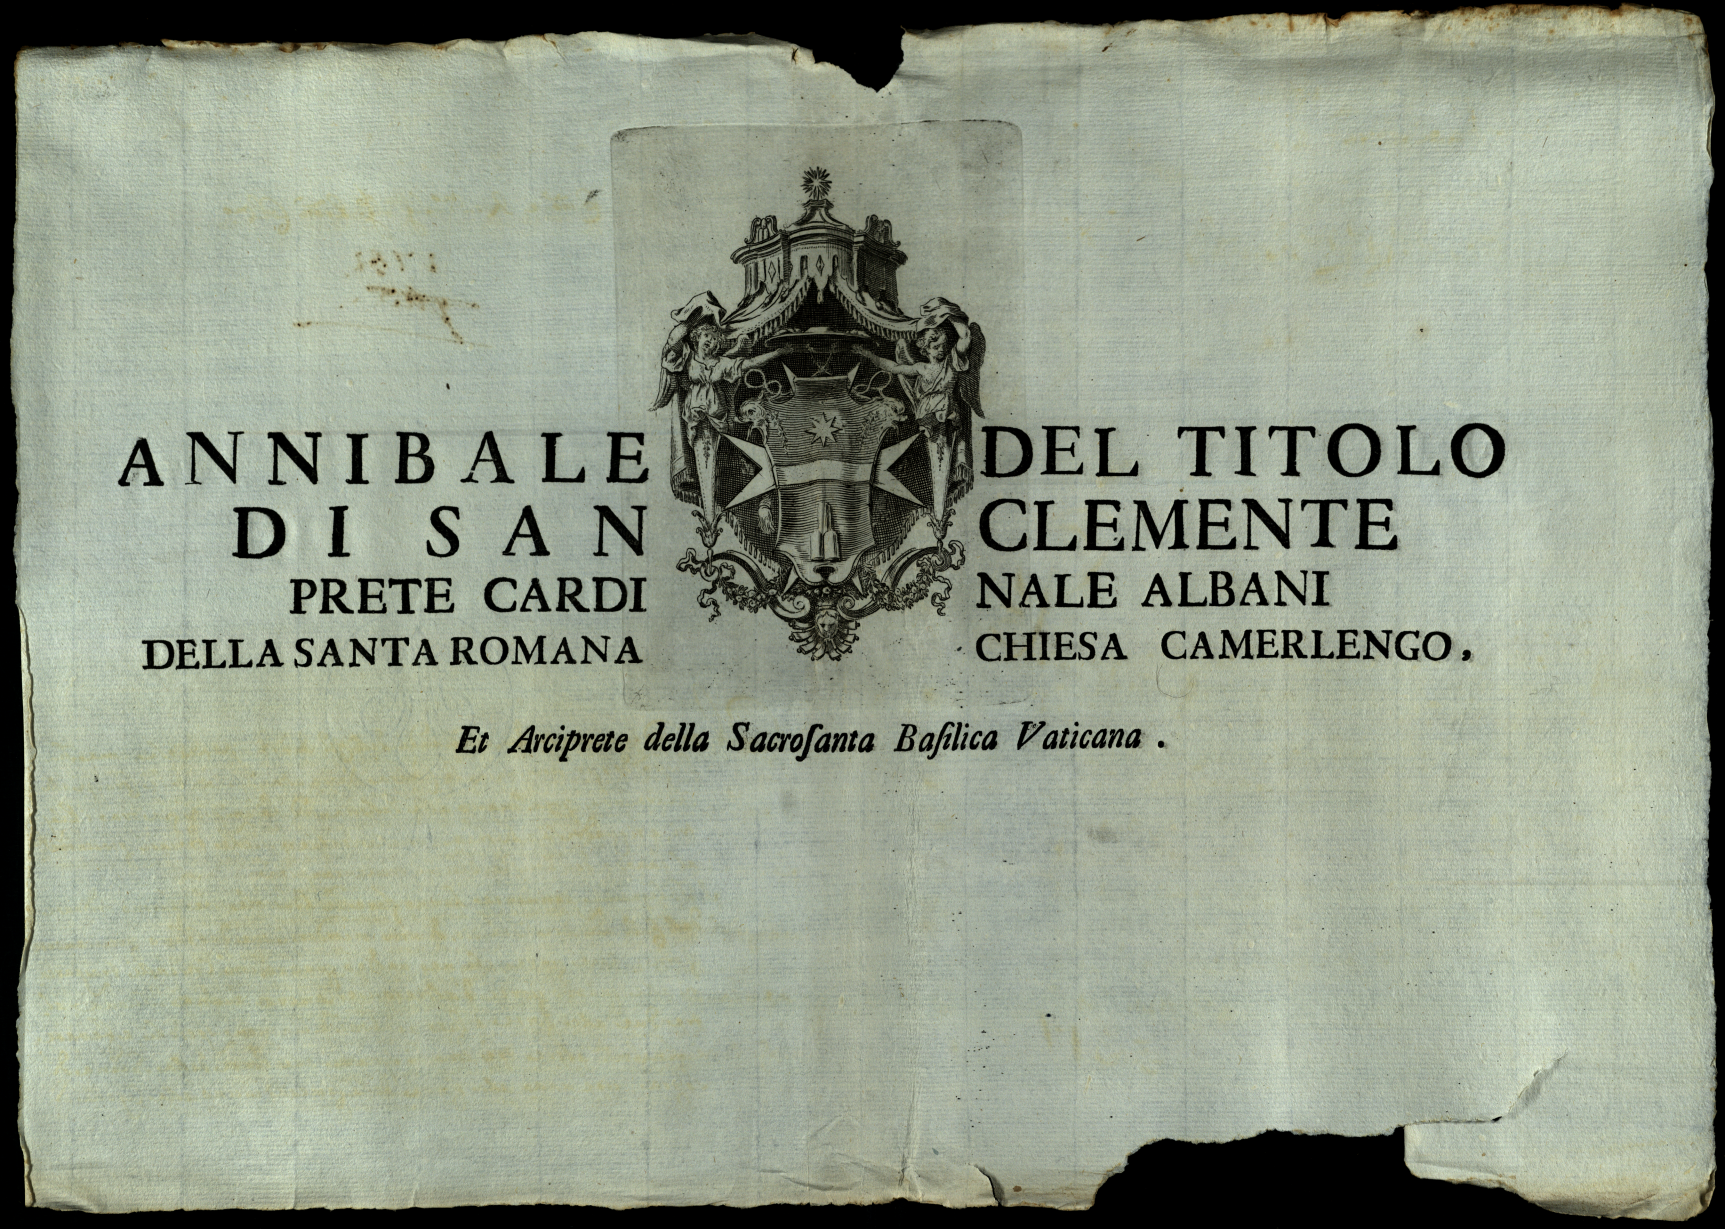 ANNIBALE DEL TITOLO
DI SAN CLEMENTE
PRETE CARDI NALE ALBANI
DELLA SANTA ROMANA CHIESA CAMERLENGO,
Et Arciprete della Sacroſanta Baſilica Vaticana .